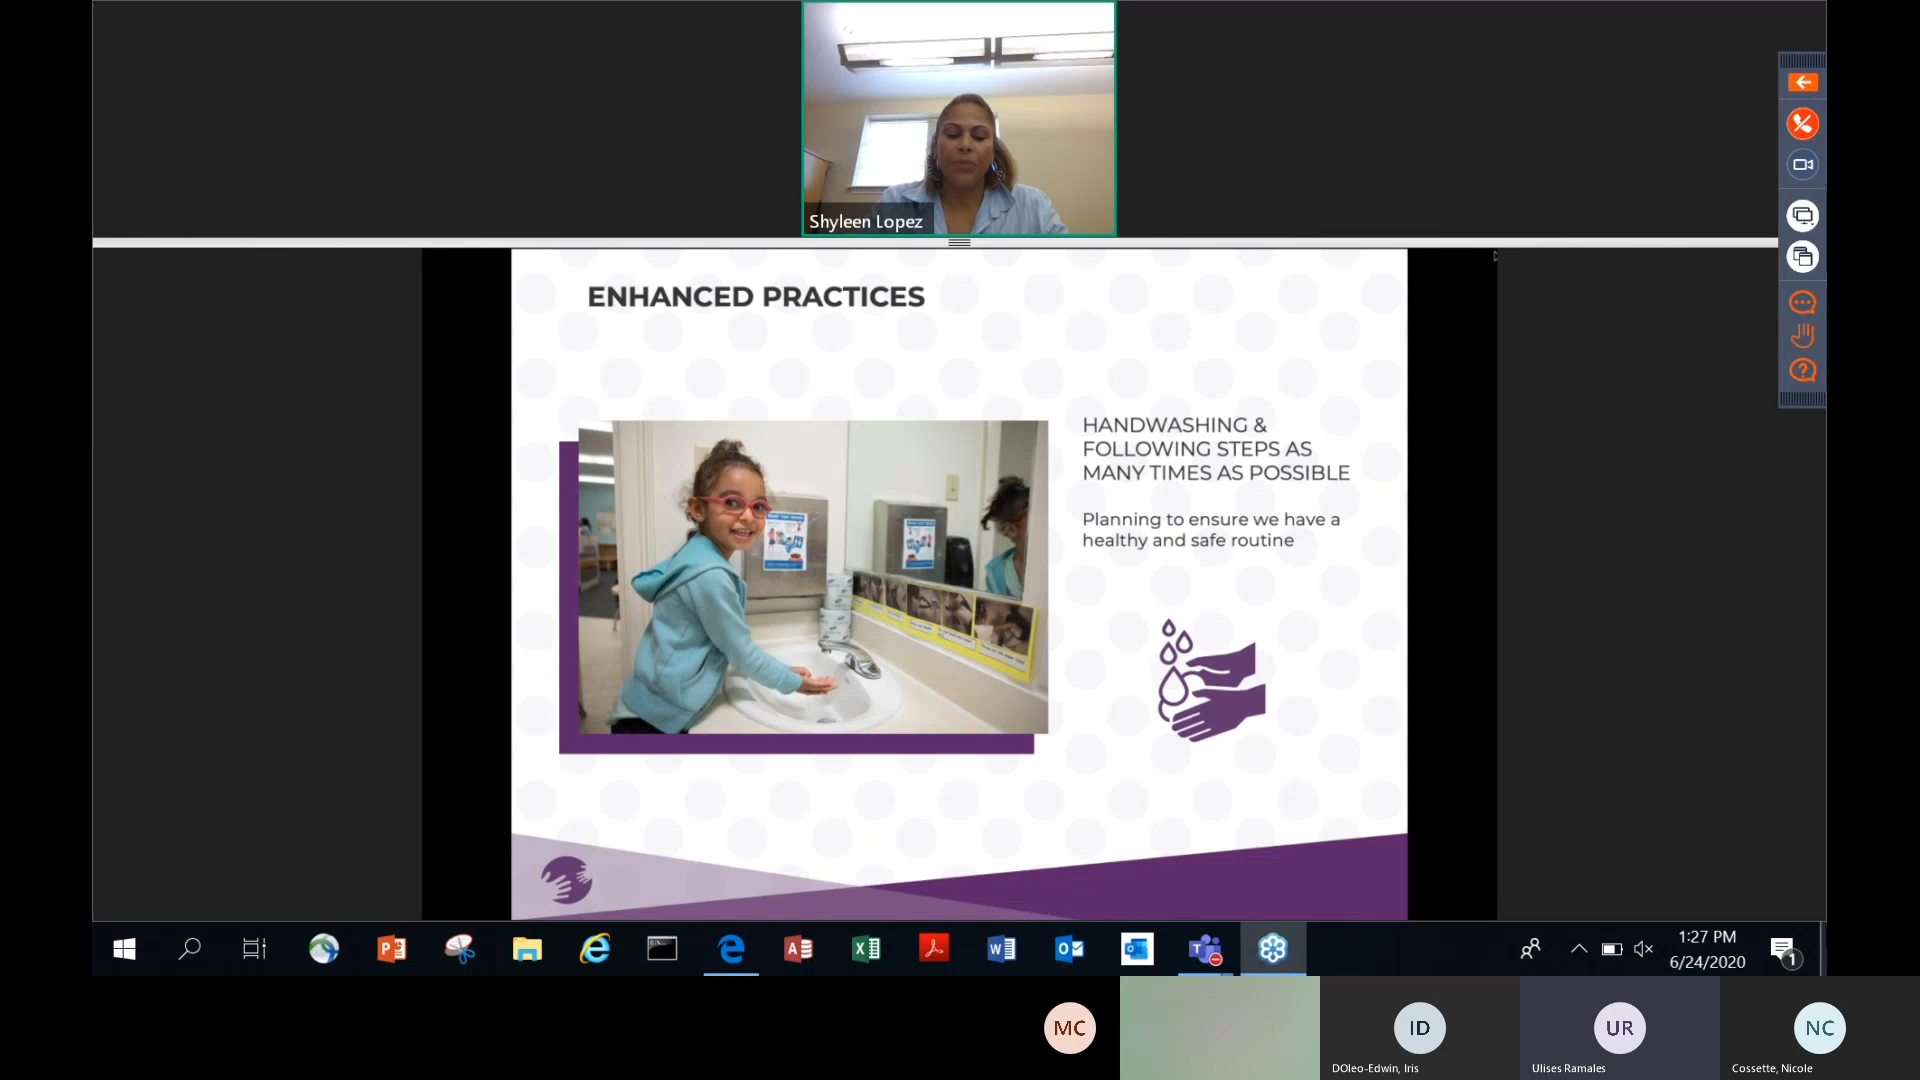 Shyleen Lopez
ENHANCED PRACTICES
HANDWASHING &
FOLLOWING STEPS AS
MANY TIMES AS POSSIBLE
Planning to ensure we have a
healthy and safe routine
1:27 PM
6/24/2020
1
MC
ID
DOleo-Edwin, Iris
UR
Ulises Ramales
NC
Cossette, Nicole